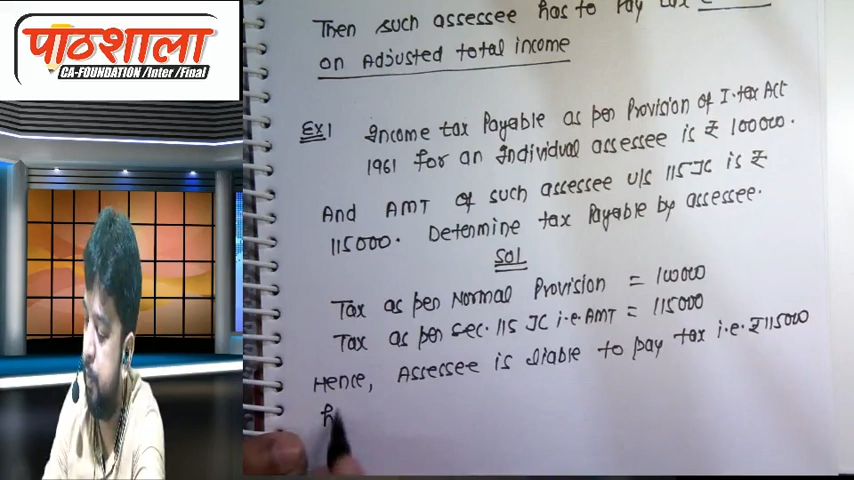 पाठशाला
CA-FOUNDATION /Inter /Final
Then such assessee has to pay tax
on Adjusted total income
Ex1 Income tax Payable as per Provision of I.tax Act
1961 for an Individual assessee is ₹ 100000.
And AMT of such assessee u/s 115JC is ₹
115000. Determine tax Payable by assessee.
Sol
Tax as per Normal Provision = 100000
Tax as per Sec. 115 JC i.e. AMT = 115000
Hence, Assessee is liable to pay tax i.e. ₹115000